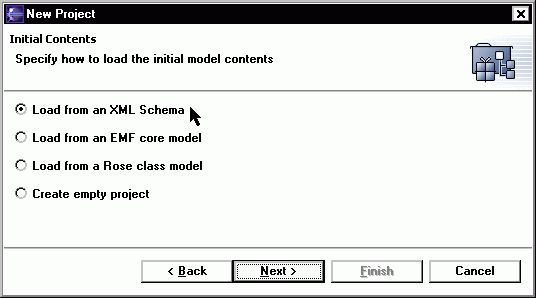 New Project
Initial Contents
Specify how to load the initial model contents
Load from an XML Schema
Load from an EMF core model
Load from a Rose class model
Create empty project
< Back Next > Finish Cancel